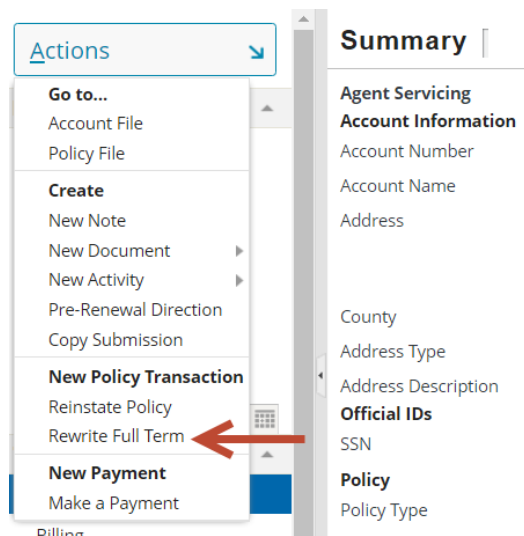 Actions
Go to...
Account File
Policy File
Create
New Note
New Document
New Activity
Pre-Renewal Direction
Copy Submission
New Policy Transaction
Reinstate Policy
Rewrite Full Term
New Payment
Make a Payment
Billing
Summary
Agent Servicing
Account Information
Account Number
Account Name
Address
County
Address Type
Address Description
Official IDs
SSN
Policy
Policy Type